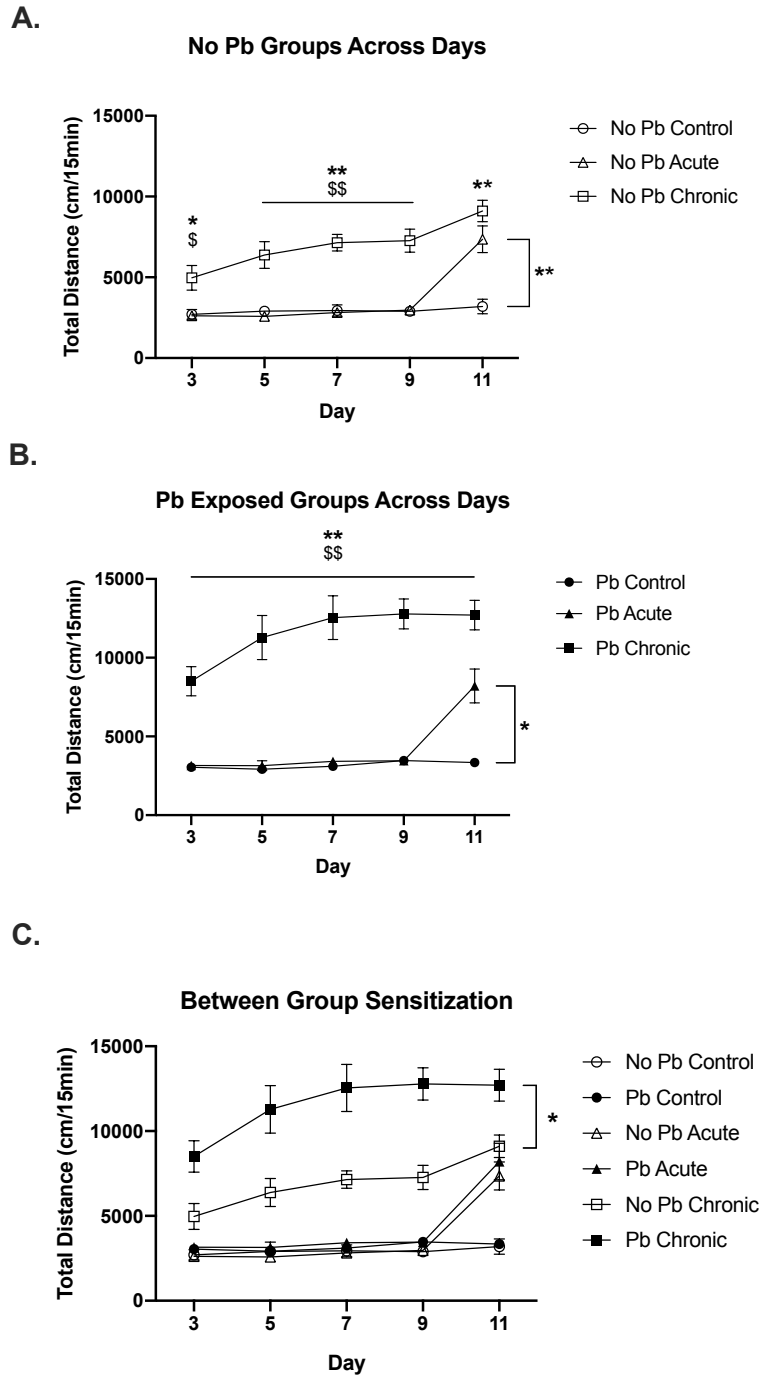 A.
No Pb Groups Across Days
Total Distance (cm/15min)
15000
10000
5000
0
3 5 7 9 11
Day
*
$
**
$$
**
**
No Pb Control
No Pb Acute
No Pb Chronic
B.
Pb Exposed Groups Across Days
**
$$
Total Distance (cm/15min)
15000
10000
5000
0
3 5 7 9 11
Day
*
Pb Control
Pb Acute
Pb Chronic
C.
Between Group Sensitization
Total Distance (cm/15min)
15000
10000
5000
0
3 5 7 9 11
Day
*
No Pb Control
Pb Control
No Pb Acute
Pb Acute
No Pb Chronic
Pb Chronic